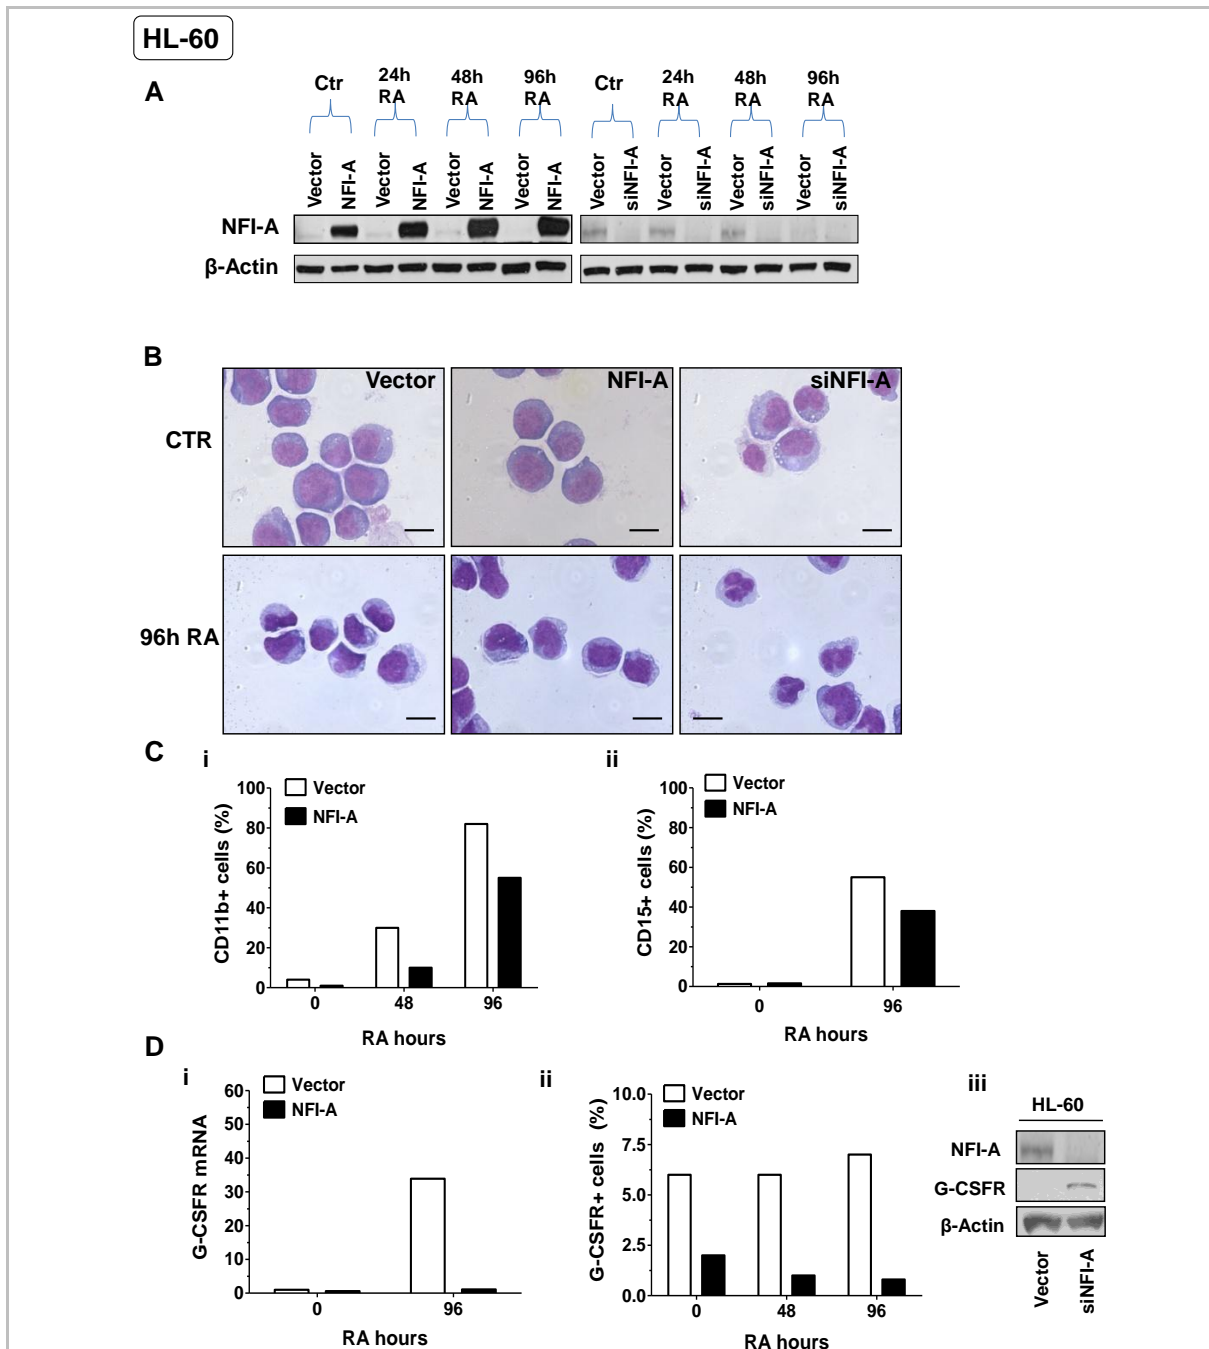 HL-60
A
Ctr 24h RA 48h RA 96h RA Ctr 24h RA 48h RA 96h RA
Vector NFI-A Vector NFI-A Vector NFI-A Vector NFI-A Vector siNFI-A Vector siNFI-A Vector siNFI-A Vector siNFI-A
NFI-A
β-Actin
B
Vector NFI-A siNFI-A
CTR
96h RA
C
i
Vector
NFI-A
CD11b+ cells (%)
100
80
60
40
20
0
0 48 96
RA hours
ii
Vector
NFI-A
CD15+ cells (%)
100
80
60
40
20
0
0 96
RA hours
D
i
Vector
NFI-A
G-CSFR mRNA
60
50
40
30
20
10
0
0 96
RA hours
ii
Vector
NFI-A
G-CSFR+ cells (%)
10.0
7.5
5.0
2.5
0.0
0 48 96
RA hours
iii
HL-60
NFI-A
G-CSFR
β-Actin
Vector siNFI-A